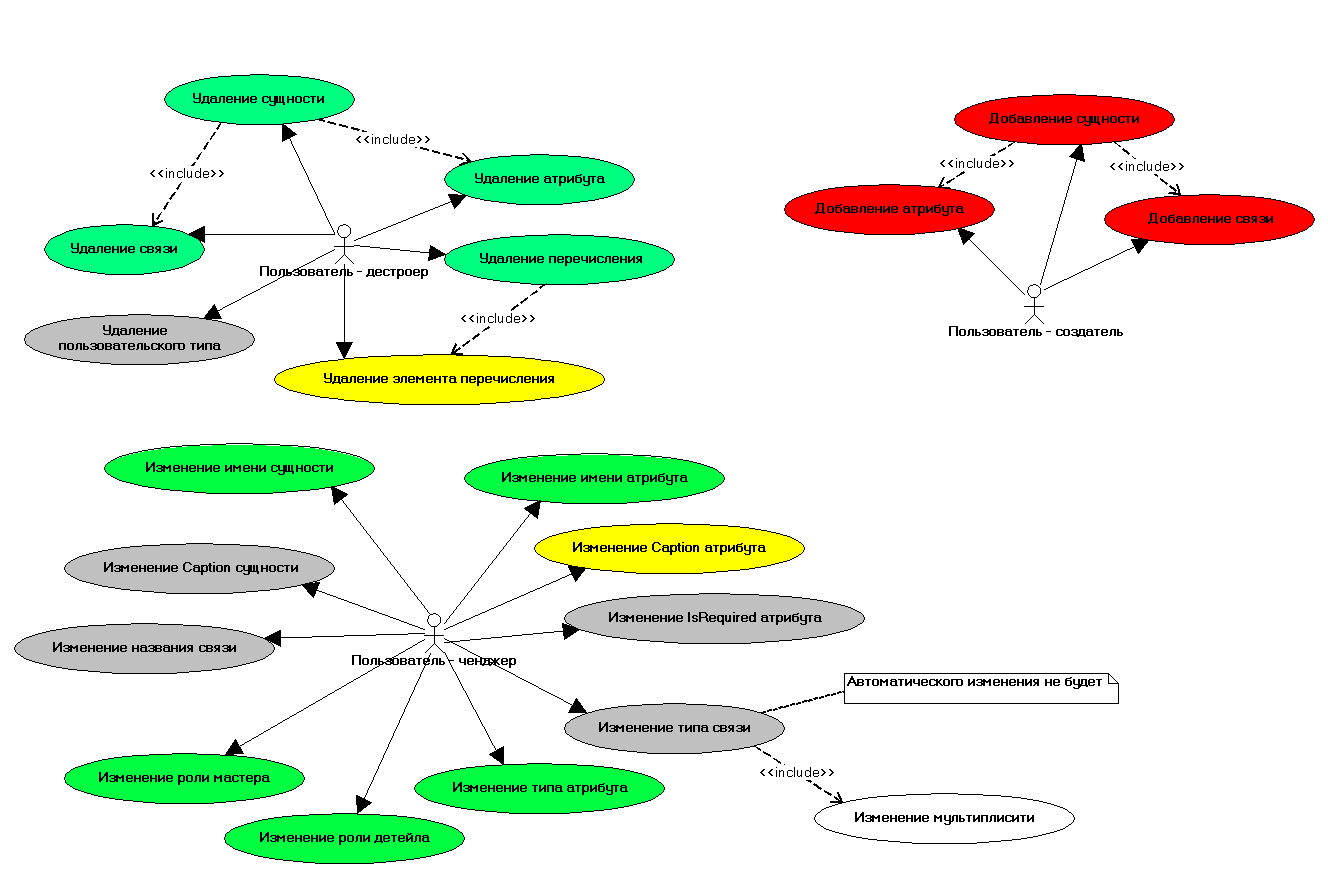 Удаление сущности
<<include>>
<<include>>
Удаление атрибута
Удаление связи
Удаление перечисления
Пользователь - дестроер
<<include>>
Удаление
пользовательского типа
Удаление элемента перечисления
Добавление сущности
<<include>>
<<include>>
Добавление атрибута
Добавление связи
Пользователь - создатель
Изменение имени сущности
Изменение имени атрибута
Изменение Caption атрибута
Изменение Caption сущности
Изменение IsRequired атрибута
Изменение названия связи
Пользователь - ченджер
Автоматического изменения не будет
Изменение типа связи
<<include>>
Изменение роли мастера
Изменение типа атрибута
Изменение мультиплисити
Изменение роли детейла